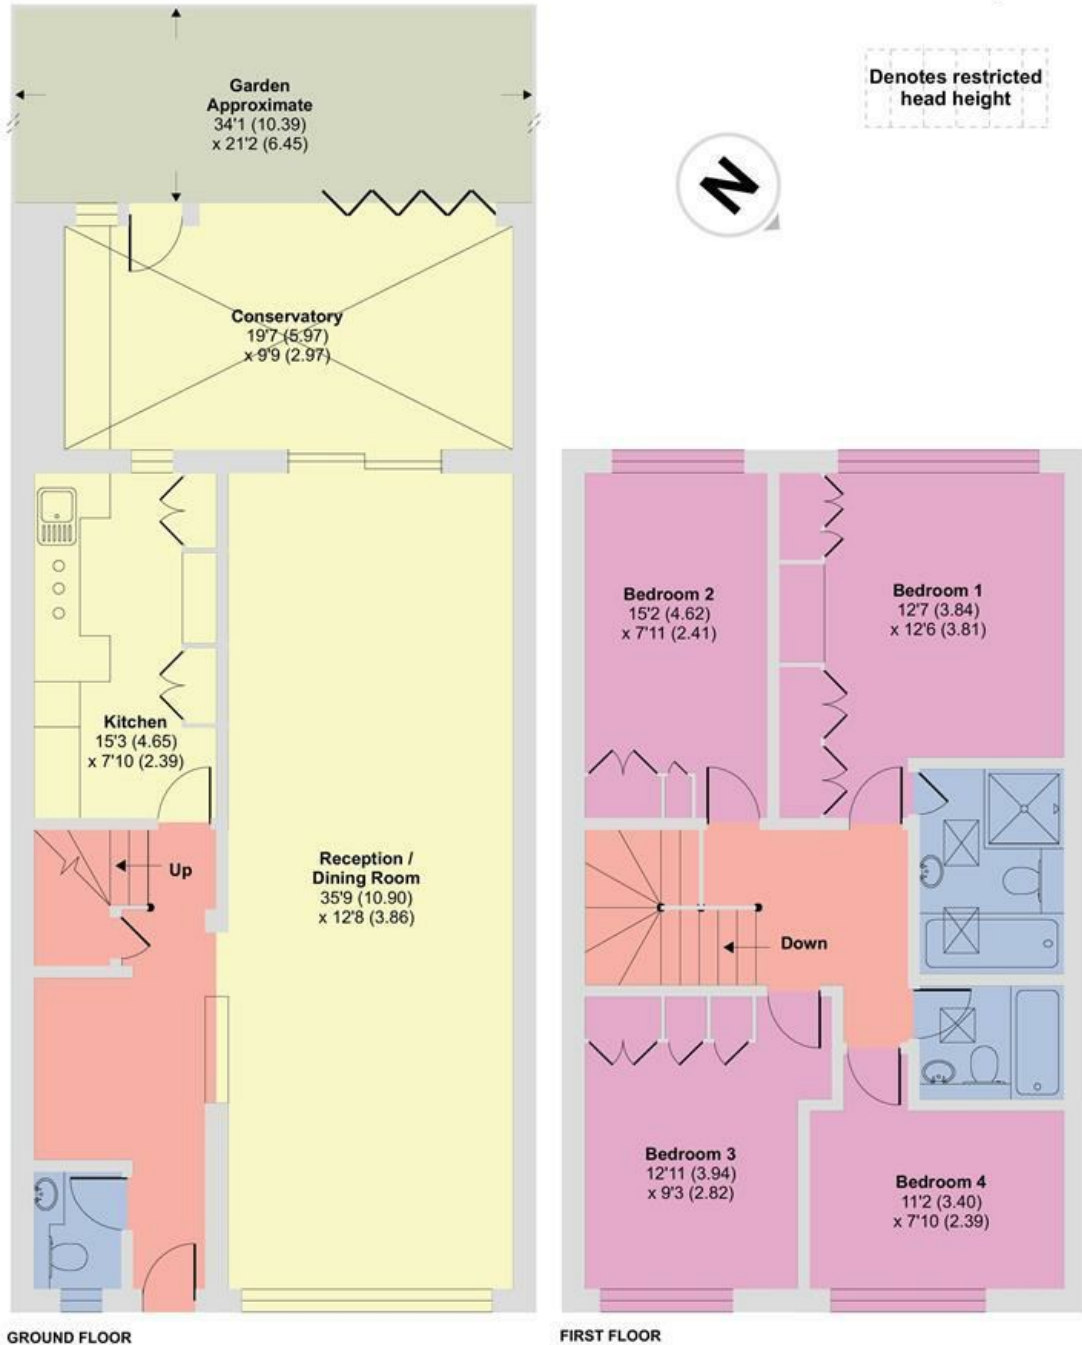 Garden
Approximate
34'1 (10.39)
x 21'2 (6.45)
Denotes restricted
head height
N
Conservatory
19'7 (5.97)
x 9'9 (2.97)
Kitchen
15'3 (4.65)
x 7'10 (2.39)
Up
Reception /
Dining Room
35'9 (10.90)
x 12'8 (3.86)
GROUND FLOOR
Bedroom 2
15'2 (4.62)
x 7'11 (2.41)
Bedroom 1
12'7 (3.84)
x 12'6 (3.81)
Down
Bedroom 3
12'11 (3.94)
x 9'3 (2.82)
Bedroom 4
11'2 (3.40)
x 7'10 (2.39)
FIRST FLOOR